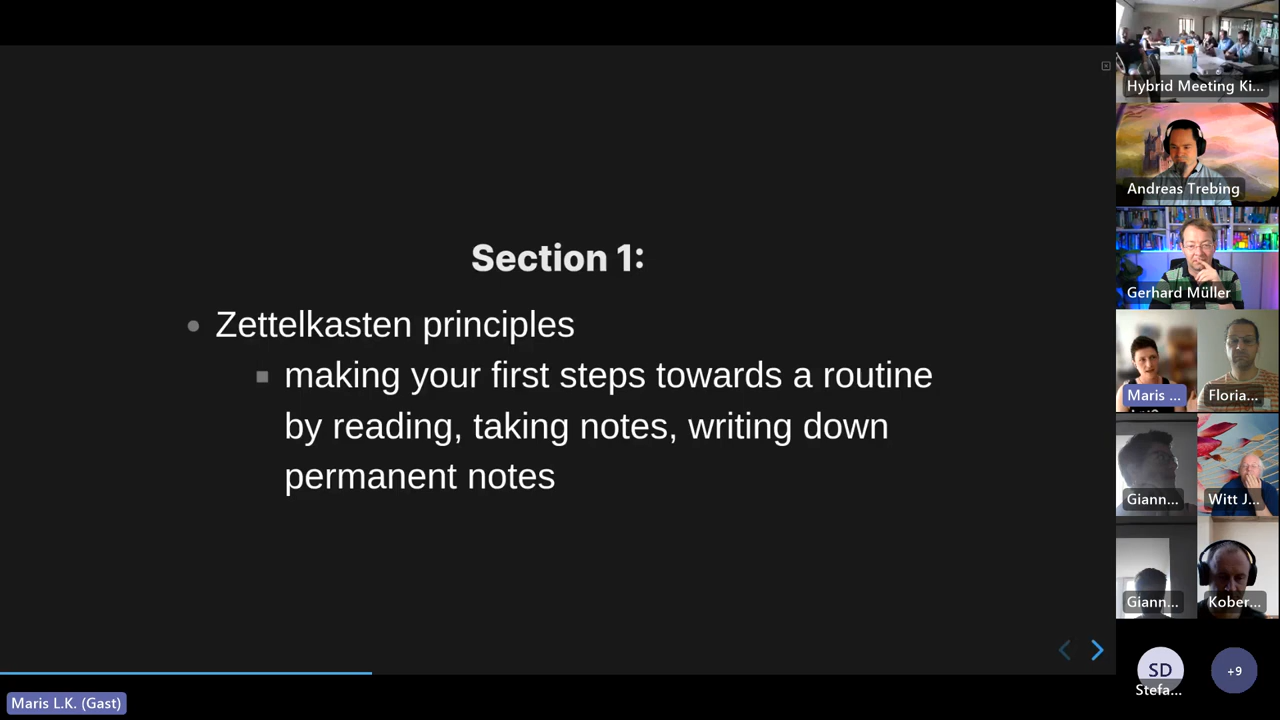 Section 1:
Zettelkasten principles
making your first steps towards a routine
by reading, taking notes, writing down
permanent notes
Maris L.K. (Gast)
Hybrid Meeting Ki...
Andreas Trebing
Gerhard Müller
Maris ...
Floria...
Giann...
Witt J...
Giann...
Kober...
SD
Stefa...
+9